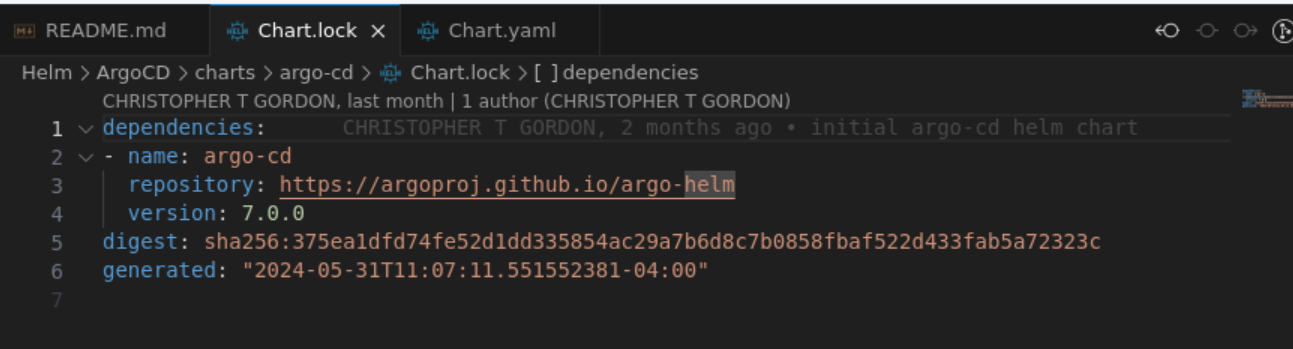 README.md Chart.lock Chart.yaml
Helm > ArgoCD > charts > argo-cd > Chart.lock > [ ] dependencies
CHRISTOPHER T GORDON, last month | 1 author (CHRISTOPHER T GORDON)
1 dependencies: CHRISTOPHER T GORDON, 2 months ago • initial argo-cd helm chart
2 - name: argo-cd
3 repository: https://argoproj.github.io/argo-helm
4 version: 7.0.0
5 digest: sha256:375ea1dfd74fe52d1dd335854ac29a7b6d8c7b0858fbaf522d433fab5a72323c
6 generated: "2024-05-31T11:07:11.551552381-04:00"
7